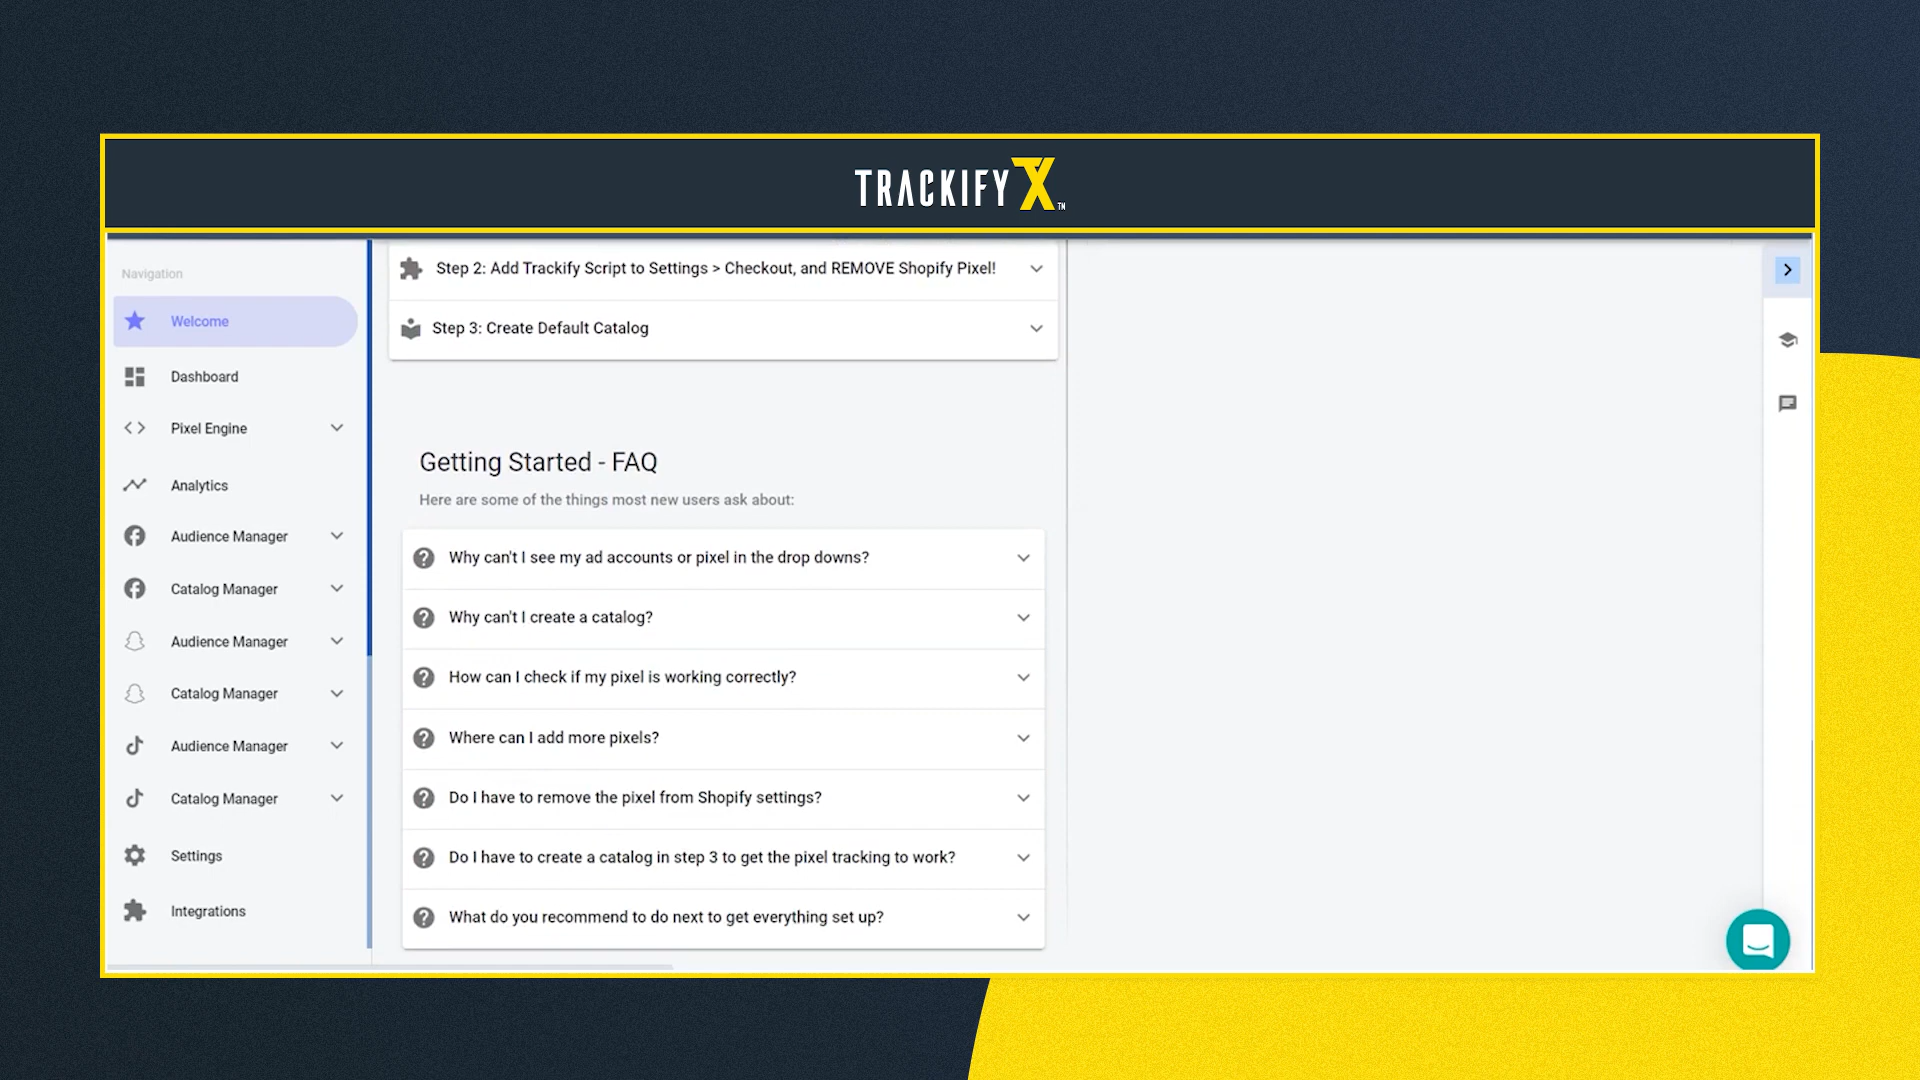 TRACKIFY X TM
Navigation
Welcome
Dashboard
Pixel Engine
Analytics
Audience Manager
Catalog Manager
Audience Manager
Catalog Manager
Audience Manager
Catalog Manager
Settings
Integrations
Step 2: Add Trackify Script to Settings > Checkout, and REMOVE Shopify Pixel!
Step 3: Create Default Catalog
Getting Started - FAQ
Here are some of the things most new users ask about:
Why can't I see my ad accounts or pixel in the drop downs?
Why can't I create a catalog?
How can I check if my pixel is working correctly?
Where can I add more pixels?
Do I have to remove the pixel from Shopify settings?
Do I have to create a catalog in step 3 to get the pixel tracking to work?
What do you recommend to do next to get everything set up?